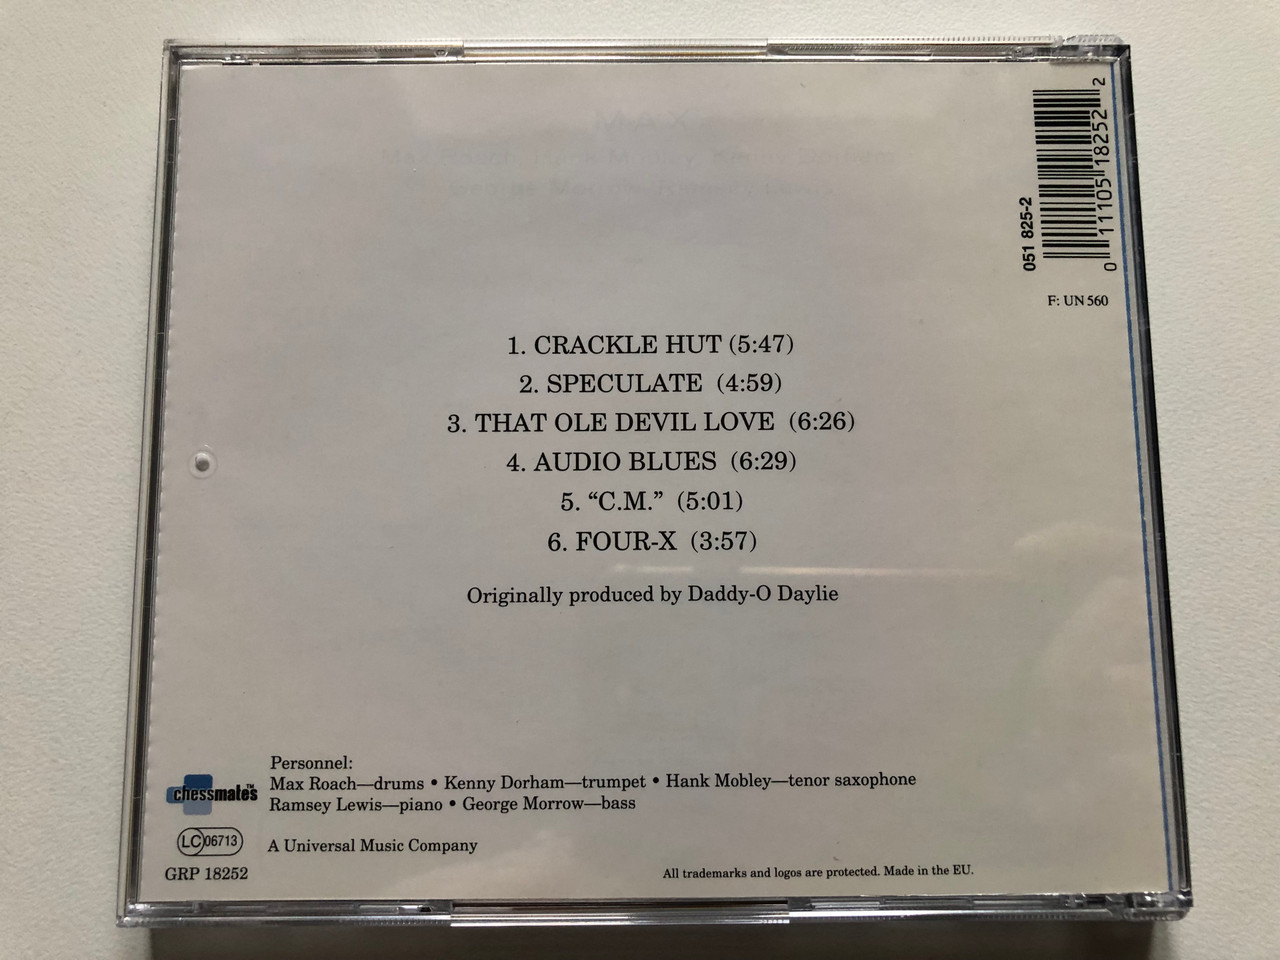 MAX
051 825-2
0 11105 18252 2
F: UN 560
1. CRACKLE HUT (5:47)
2. SPECULATE (4:59)
3. THAT OLE DEVIL LOVE (6:26)
4. AUDIO BLUES (6:29)
5. “C.M.” (5:01)
6. FOUR-X (3:57)
Originally produced by Daddy-O Daylie
Personnel:
Max Roach—drums • Kenny Dorham—trumpet • Hank Mobley—tenor saxophone
Ramsey Lewis—piano • George Morrow—bass
chessmates™
LC 06713
A Universal Music Company
GRP 18252
All trademarks and logos are protected. Made in the EU.